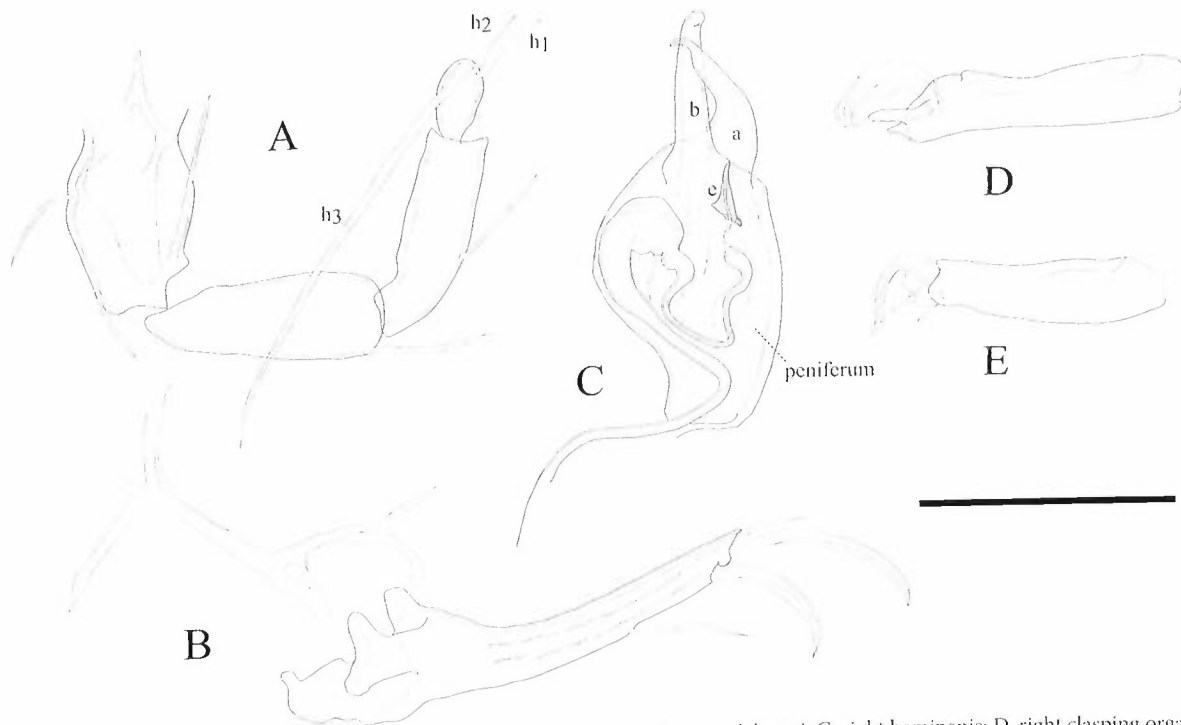 h2
h1
A
h3
b
a
e
C
peniferum
D
E
B
C, right hemipenis; D, right clasping orga